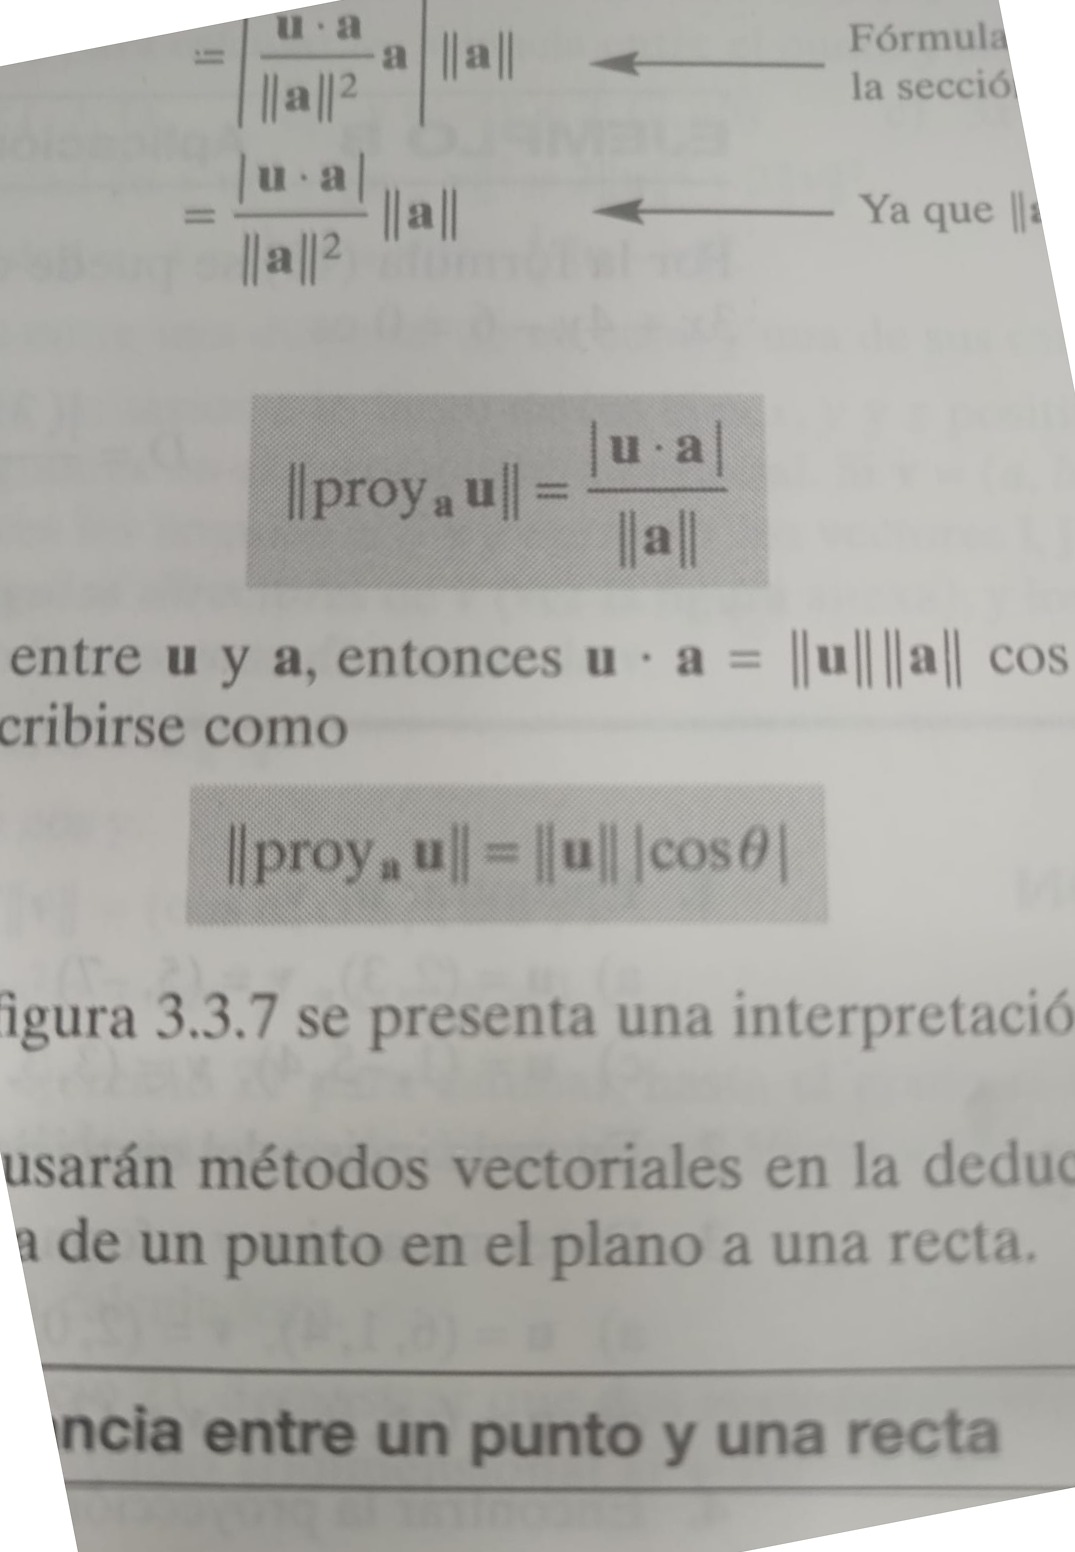 = | u · a / ||a||² a | ||a|| ← Fórmula
la secció
= |u · a| / ||a||² ||a|| ← Ya que ||a
||proy_a u|| = |u · a| / ||a||
entre u y a, entonces u · a = ||u|| ||a|| cos
cribirse como
||proy_a u|| = ||u|| |cos θ|
figura 3.3.7 se presenta una interpretació
usarán métodos vectoriales en la deduc
a de un punto en el plano a una recta.
ncia entre un punto y una recta